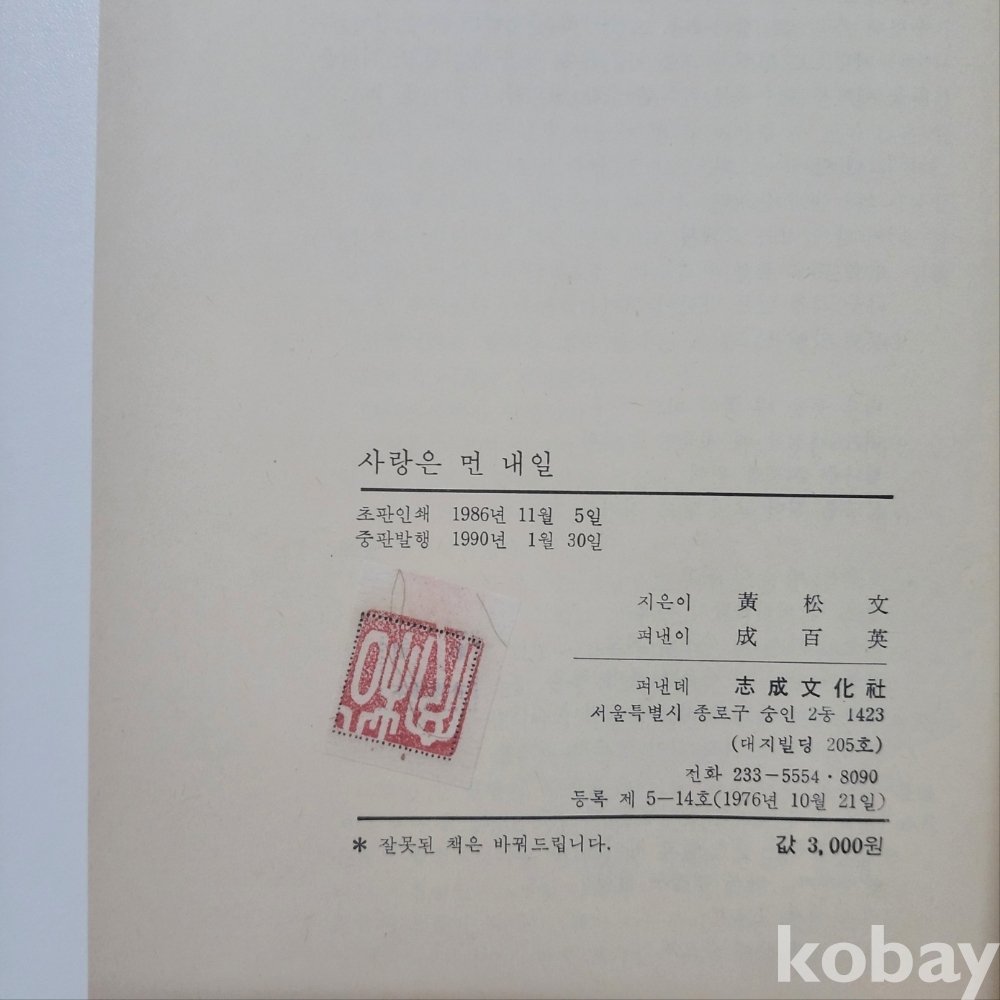 사랑은 먼 내일
초판인쇄 1986년 11월 5일
중판발행 1990년 1월 30일
지은이 黃松文
펴낸이 成百英
펴낸데 志成文化社
서울특별시 종로구 숭인 2동 1423
(대지빌딩 205호)
전화 233-5554·8090
등록 제 5-14호(1976년 10월 21일)
* 잘못된 책은 바꿔드립니다. 값 3,000원
kobay